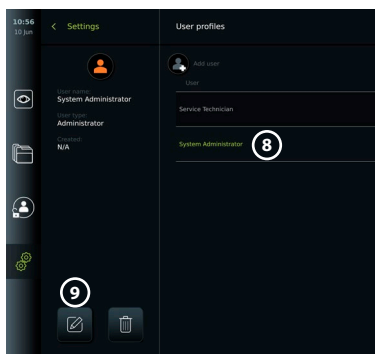 10:56
10 Jun
< Settings
User profiles
Add user
User
User name:
System Administrator
User type:
Administrator
Created:
N/A
Service Technician
System Administrator
8
9